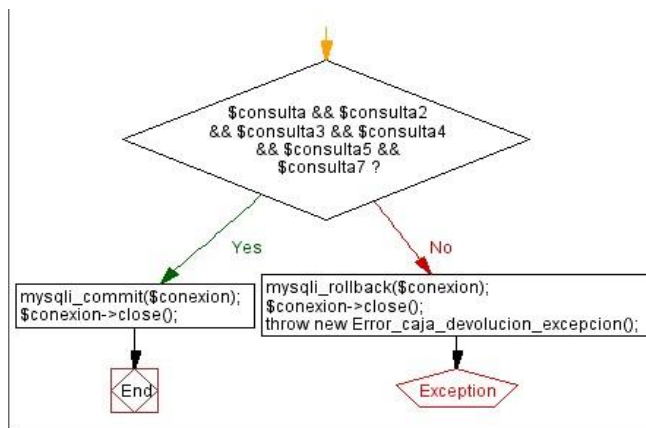 $consulta && $consulta2
&& $consulta3 && $consulta4
&& $consulta5 &&
$consulta7 ?
Yes
No
mysqli_commit($conexion);
$conexion->close();
mysqli_rollback($conexion);
$conexion->close();
throw new Error_caja_devolucion_excepcion();
End
Exception